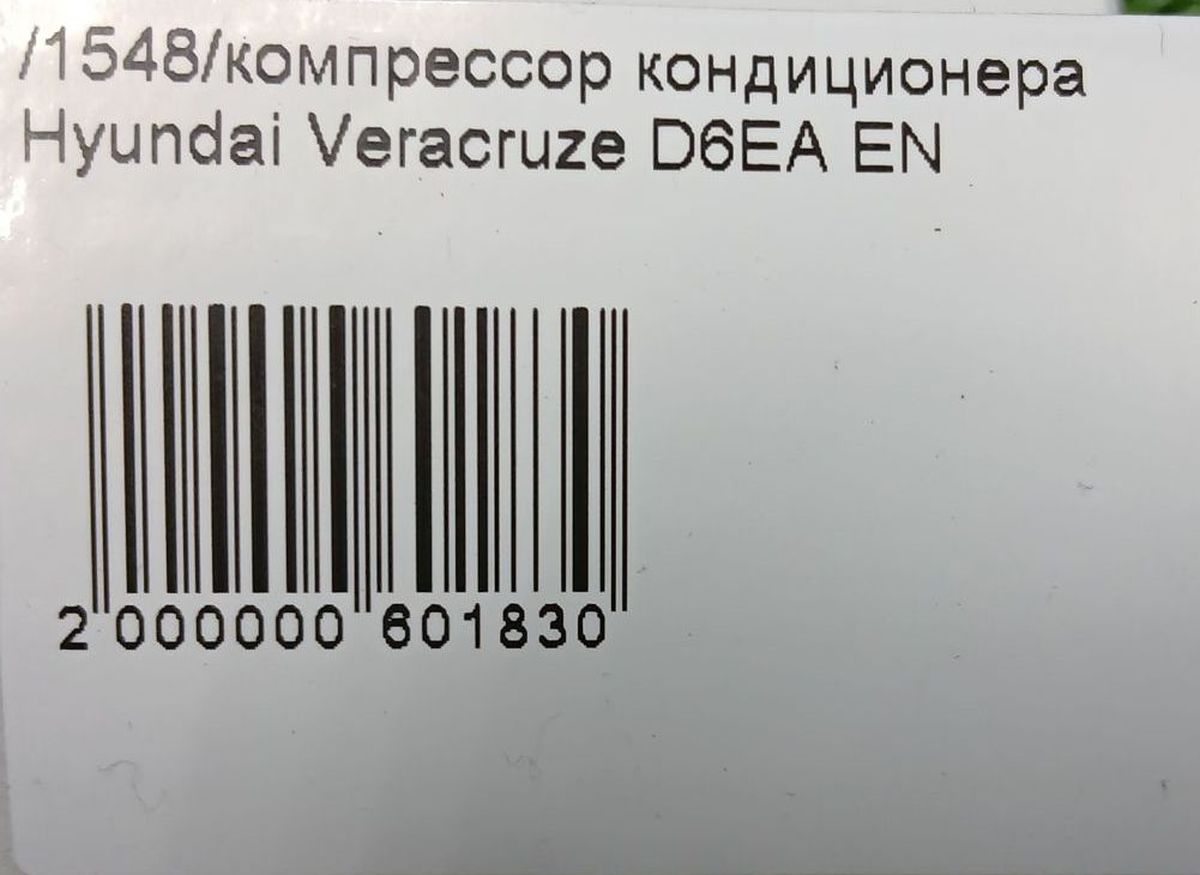 /1548/компрессор кондиционера
Hyundai Veracruze D6EA EN
2 000000 601830